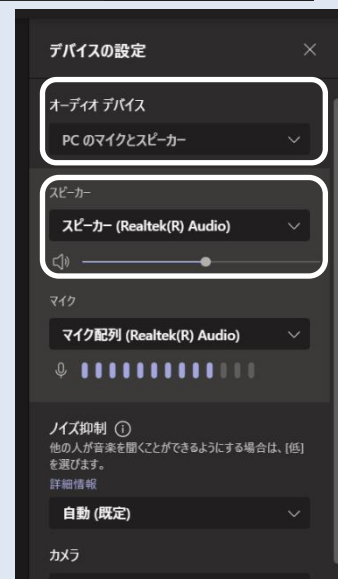 デバイスの設定
オーディオ デバイス
PC のマイクとスピーカー
スピーカー
スピーカー (Realtek(R) Audio)
マイク
マイク配列 (Realtek(R) Audio)
ノイズ抑制
他の人が音楽を聞くことができるようにする場合は、[低]
を選びます。
詳細情報
自動 (既定)
カメラ